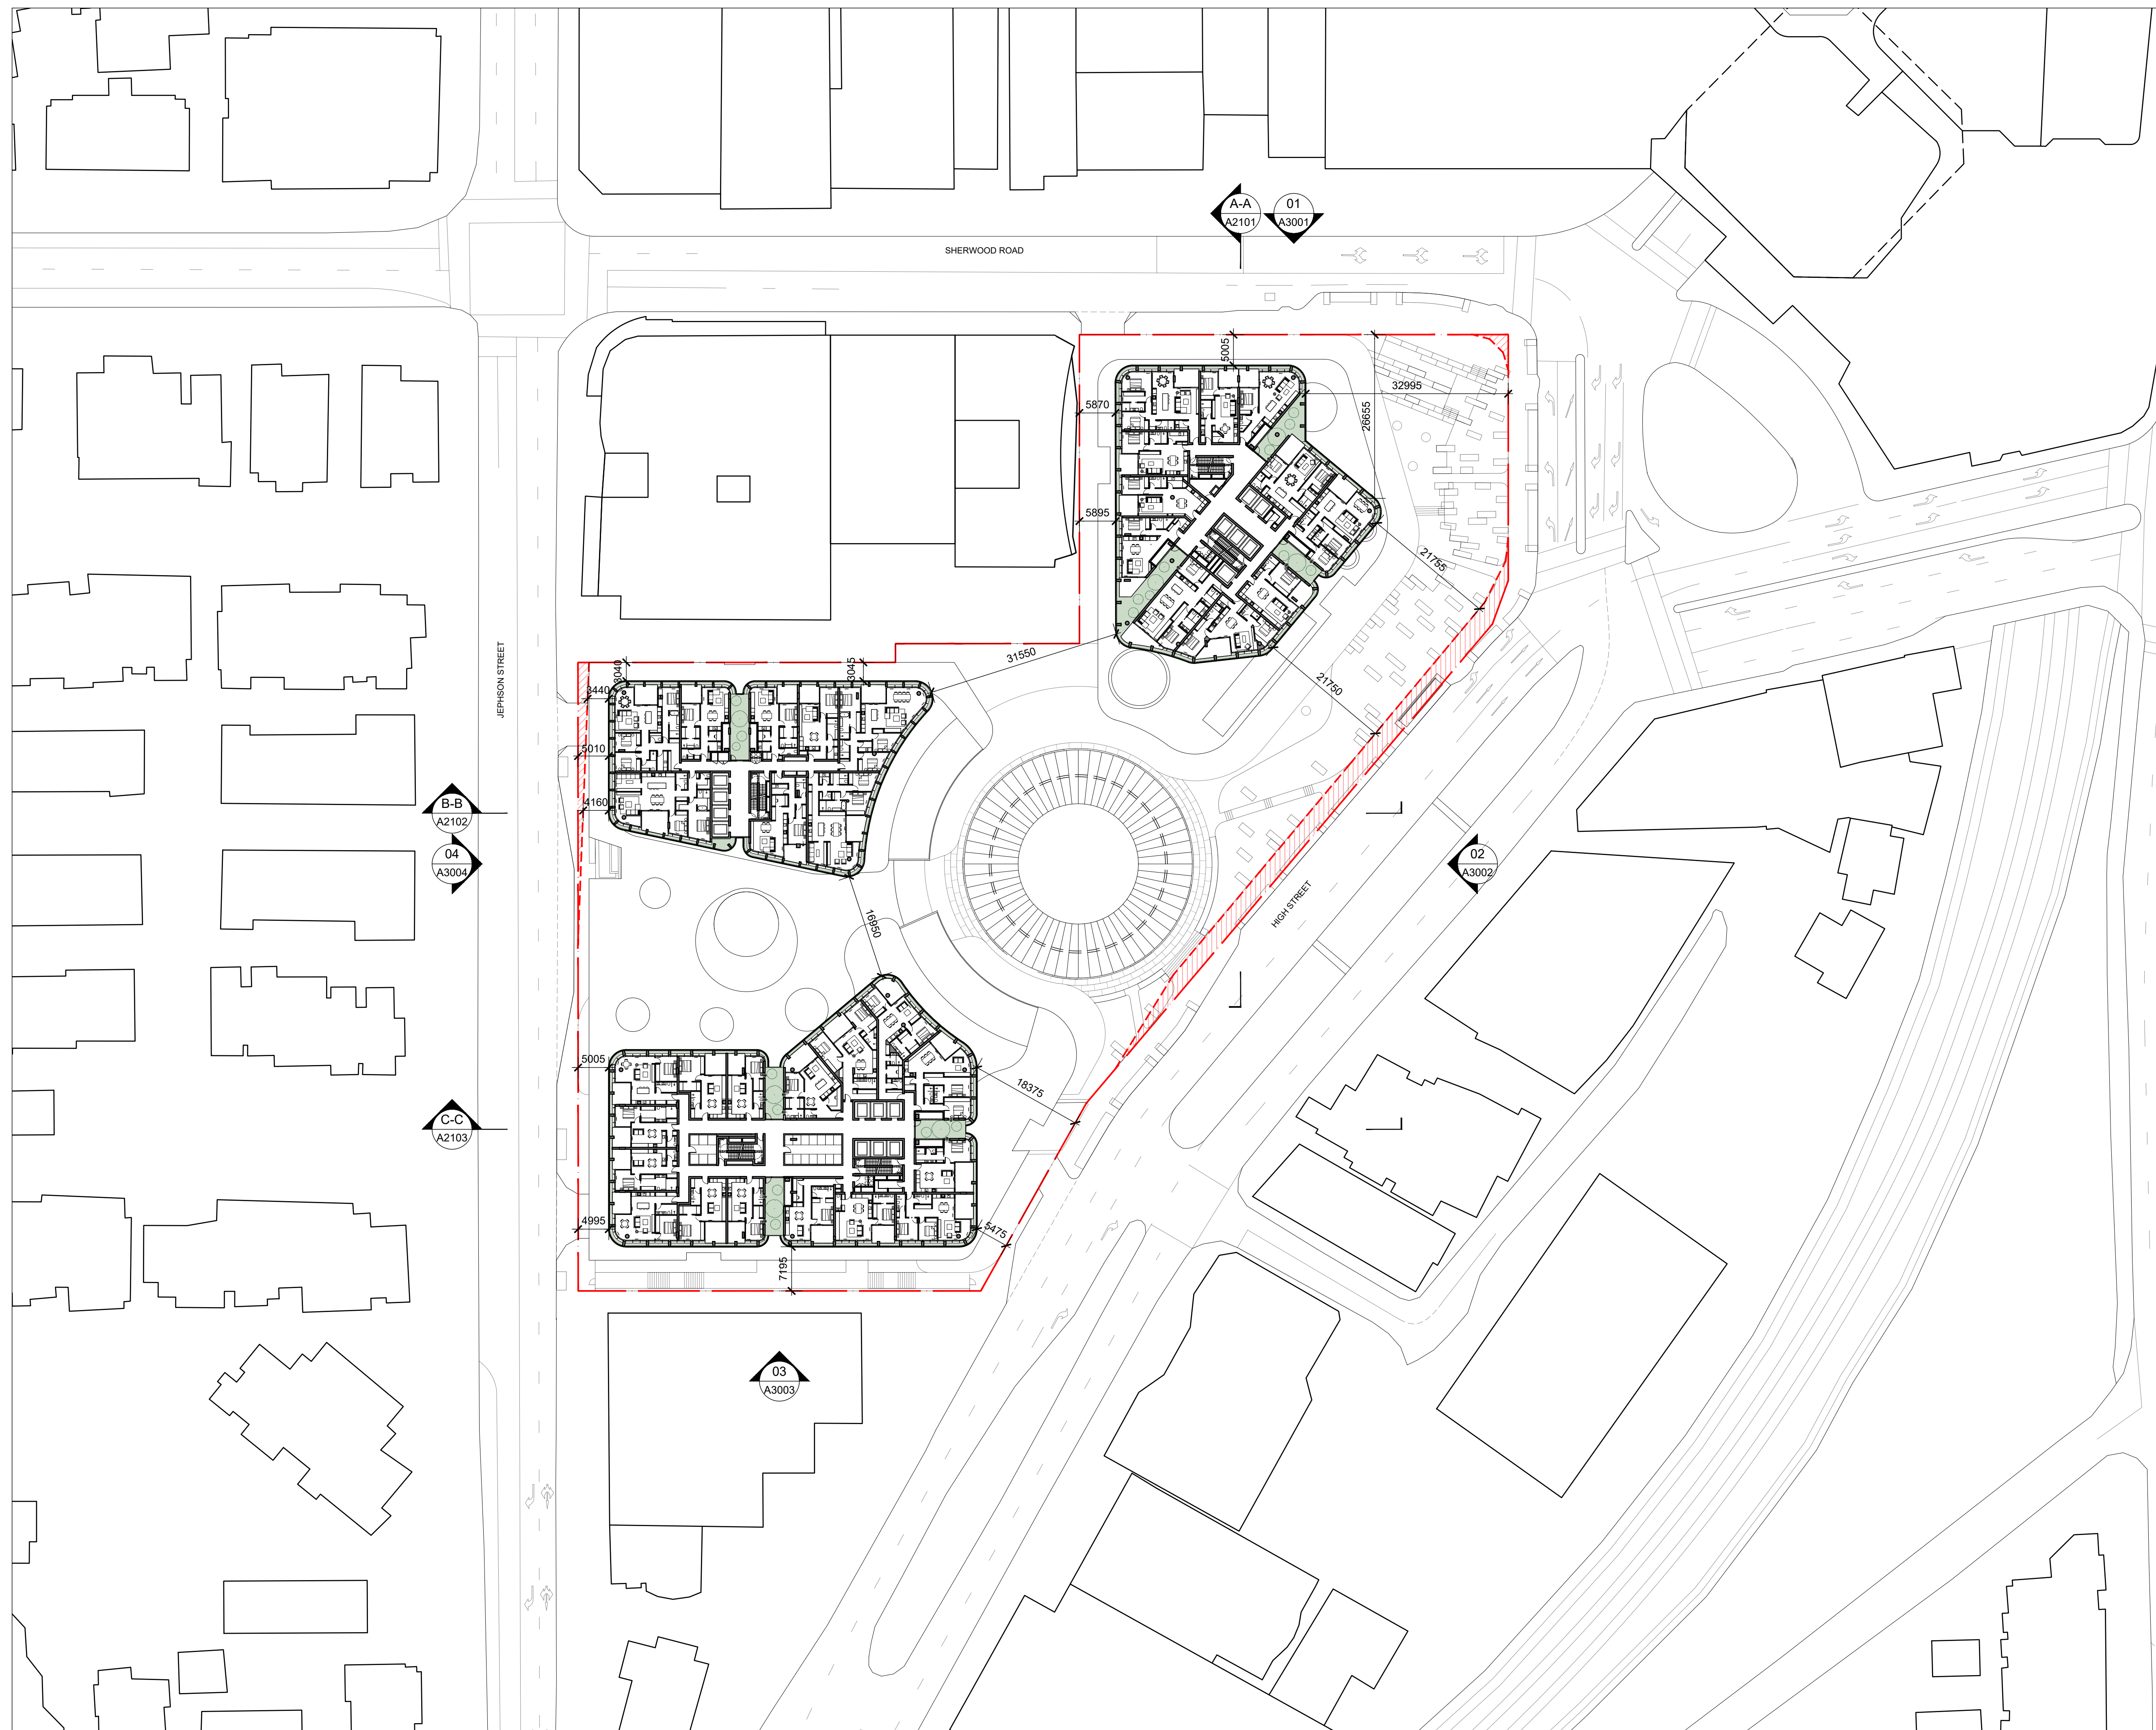 A-A
A2101
01
A3001
SHERWOOD ROAD
5005
32995
26655
5870
5895
21755
JEPHSON STREET
31550
21750
3040
3045
3440
5010
4160
B-B
A2102
04
A3004
02
A3002
HIGH STREET
16950
5005
18375
C-C
A2103
4995
5475
7195
03
A3003